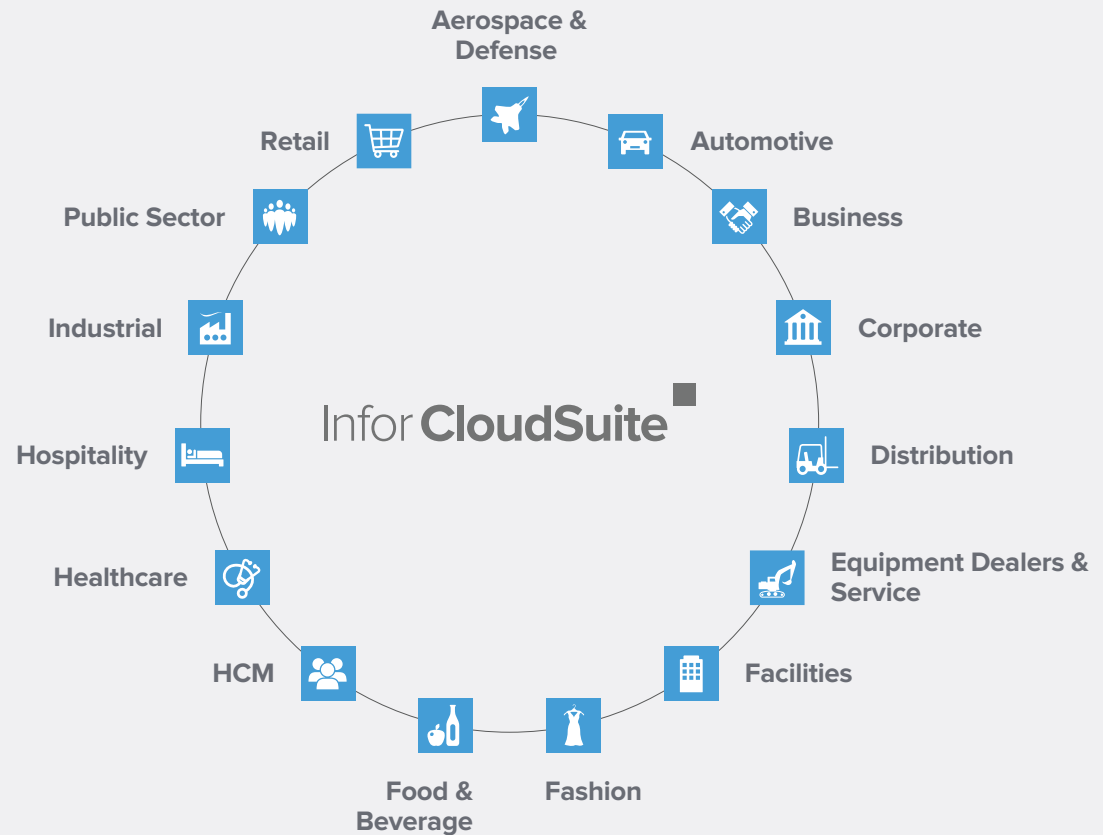 Aerospace &
Defense
Automotive
Business
Corporate
Distribution
Equipment Dealers &
Service
Facilities
Fashion
Food &
Beverage
HCM
Healthcare
Hospitality
Industrial
Public Sector
Retail
Infor CloudSuite